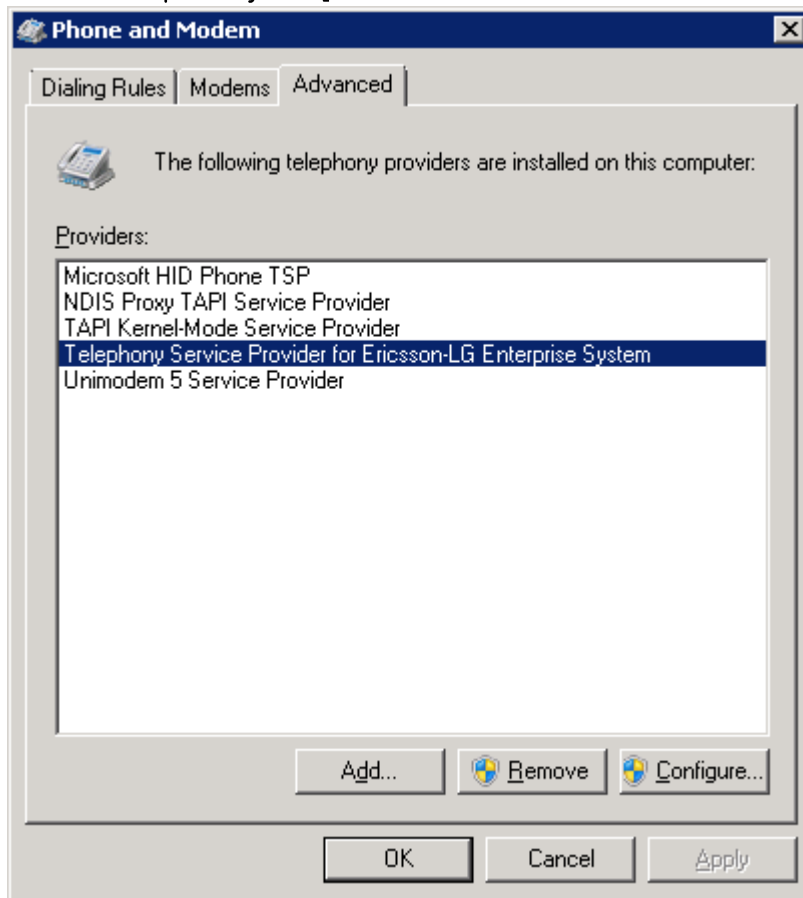 Phone and Modem
Dialing Rules Modems Advanced
The following telephony providers are installed on this computer:
Providers:
Microsoft HID Phone TSP
NDIS Proxy TAPI Service Provider
TAPI Kernel-Mode Service Provider
Telephony Service Provider for Ericsson-LG Enterprise System
Unimodem 5 Service Provider
Add... Remove Configure...
OK Cancel Apply